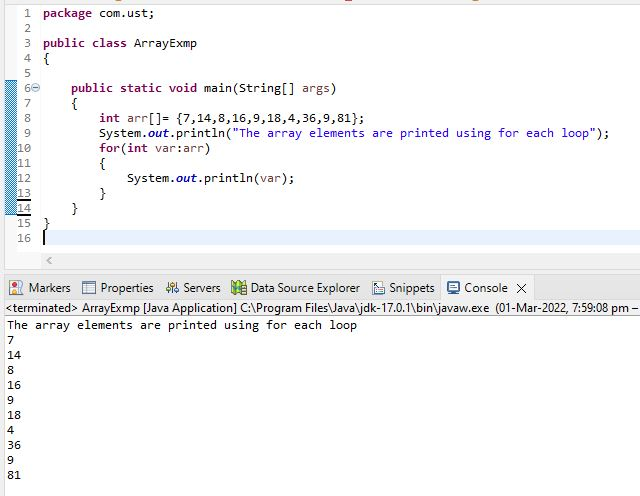 1 package com.ust;
2
3 public class ArrayExmp
4 {
5
6 public static void main(String[] args)
7 {
8 int arr[]= {7,14,8,16,9,18,4,36,9,81};
9 System.out.println("The array elements are printed using for each loop");
10 for(int var:arr)
11 {
12 System.out.println(var);
13 }
14 }
15 }
16
Markers Properties Servers Data Source Explorer Snippets Console
<terminated> ArrayExmp [Java Application] C:\Program Files\Java\jdk-17.0.1\bin\javaw.exe (01-Mar-2022, 7:59:08 pm –
The array elements are printed using for each loop
7
14
8
16
9
18
4
36
9
81